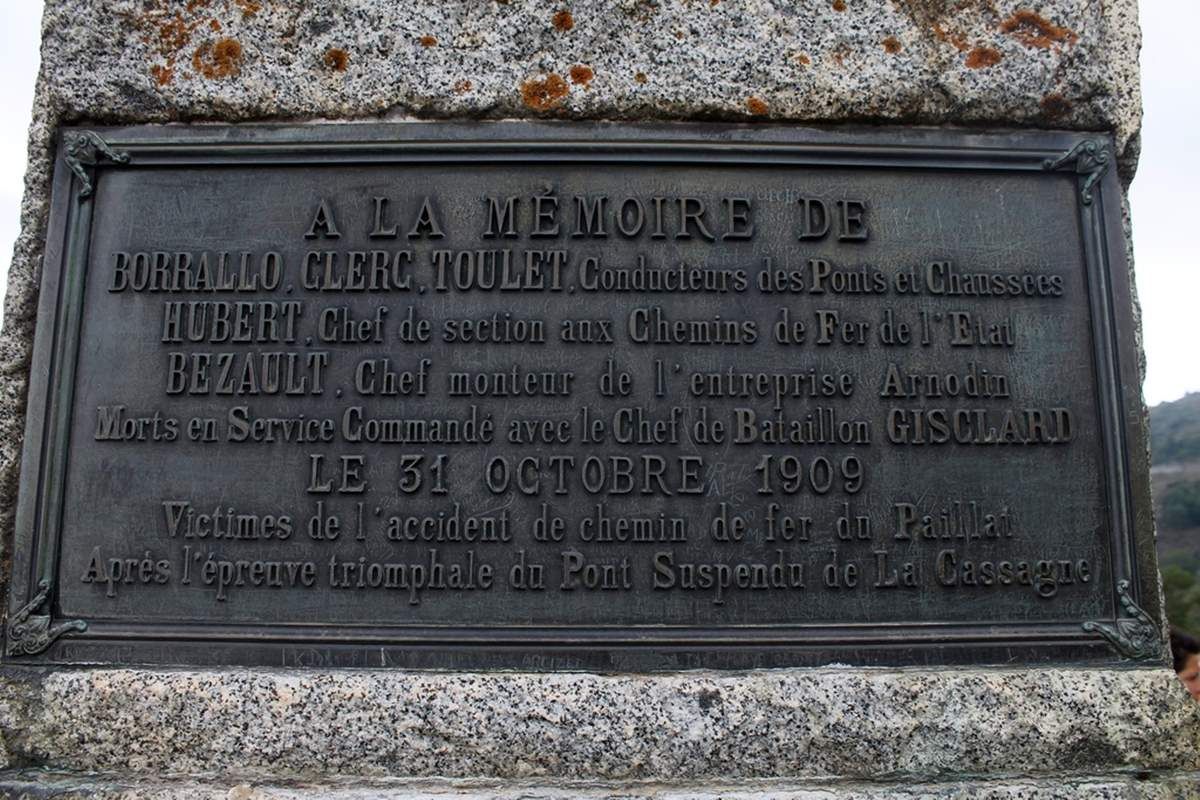 A LA MÉMOIRE DE
BORRALLO, CLERC, TOULET, Conducteurs des Ponts et Chaussées
HUBERT, Chef de section aux Chemins de Fer de l'Etat
BEZAULT, Chef monteur de l'entreprise Arnodin
Morts en Service Commandé avec le Chef de Bataillon GISCLARD
LE 31 OCTOBRE 1909
Victimes de l'accident de chemin de fer du Paillat
Après l'épreuve triomphale du Pont Suspendu de La Cassagne